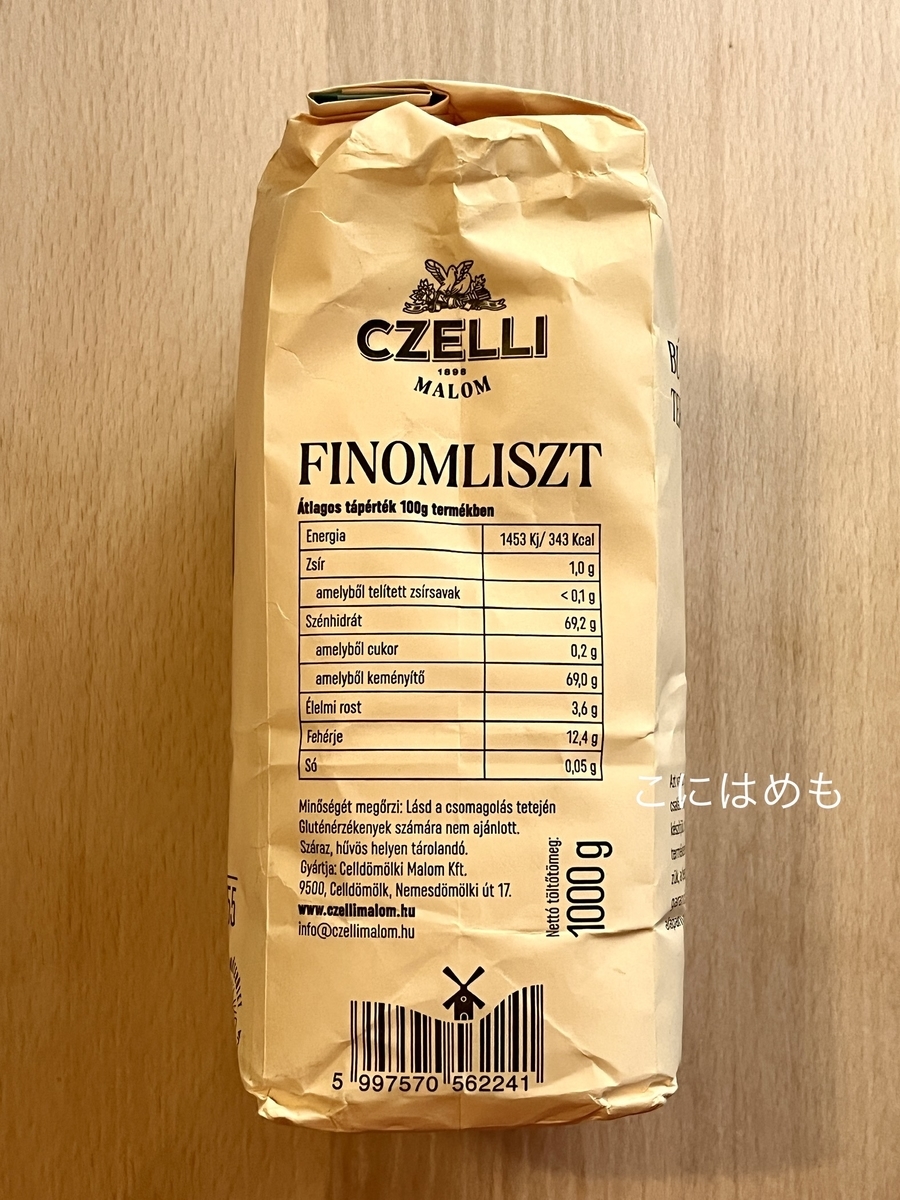 CZELLI
1898
MALOM
FINOMLISZT
Átlagos tápérték 100g termékben
Energia 1453 Kj/ 343 Kcal
Zsír 1,0 g
amelyből telített zsírsavak < 0,1 g
Szénhidrát 69,2 g
amelyből cukor 0,2 g
amelyből keményítő 69,0 g
Élelmi rost 3,6 g
Fehérje 12,4 g
Só 0,05 g
Minőségét megőrzi: Lásd a csomagolás tetején
Gluténérzékenyek számára nem ajánlott.
Száraz, hűvös helyen tárolandó.
Gyártja: Celldömölki Malom Kft.
9500, Celldömölk, Nemesdömölki út 17.
www.czellimalom.hu
info@czellimalom.hu
Nettó töltőtömeg:
1000 g
5 997570 562241
こにはめも